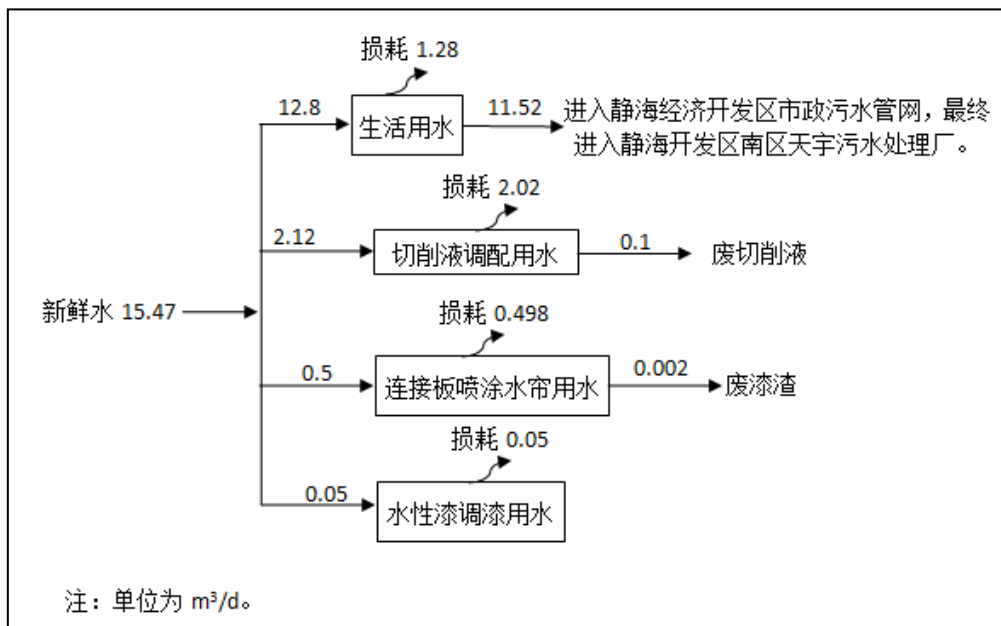 损耗 1.28
12.8
生活用水
11.52
进入静海经济开发区市政污水管网，最终
进入静海开发区南区天宇污水处理厂。
损耗 2.02
2.12
切削液调配用水
0.1
废切削液
新鲜水 15.47
损耗 0.498
0.5
连接板喷涂水帘用水
0.002
废漆渣
损耗 0.05
0.05
水性漆调漆用水
注：单位为 m³/d。